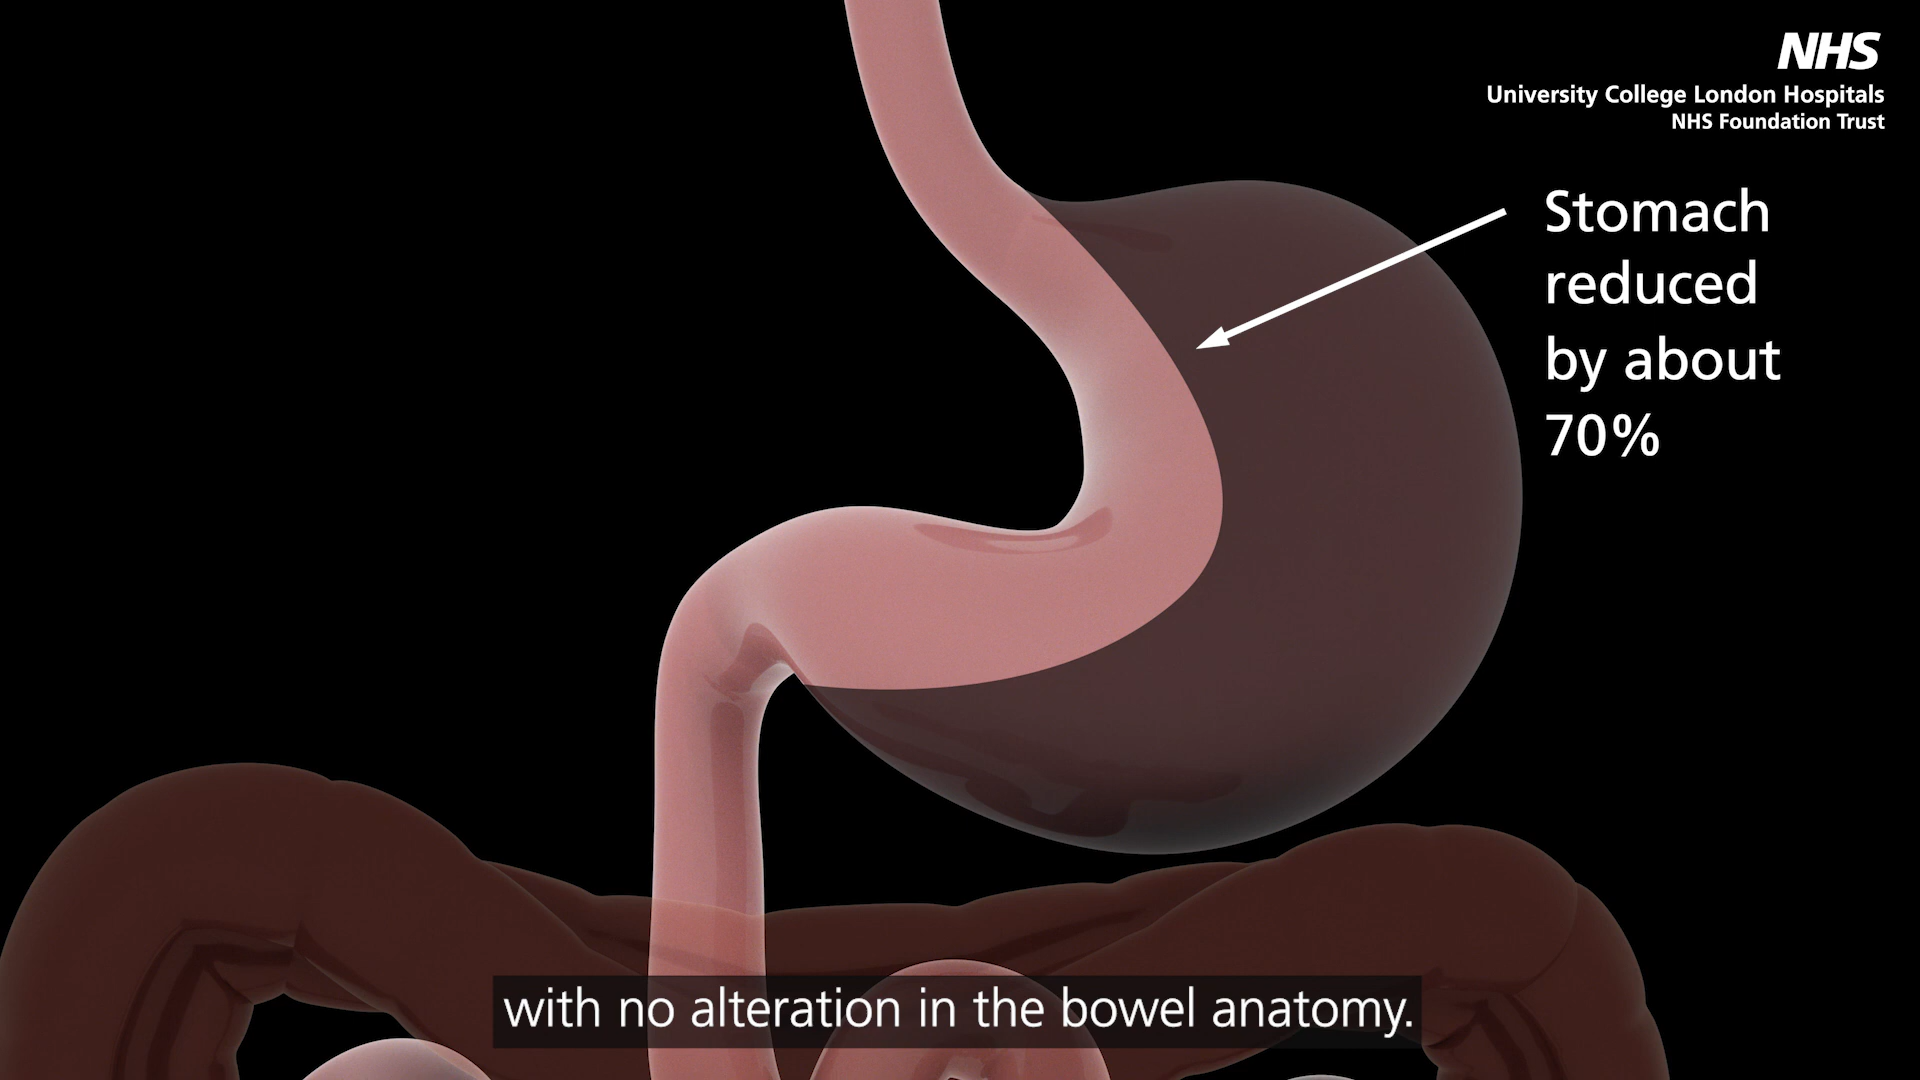 NHS
University College London Hospitals
NHS Foundation Trust
Stomach
reduced
by about
70%
with no alteration in the bowel anatomy.